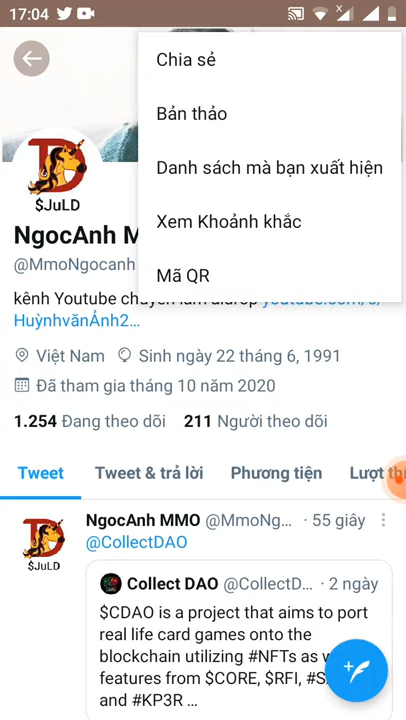 17:04
Chia sẻ
Bản thảo
Danh sách mà bạn xuất hiện
Xem Khoảnh khắc
Mã QR
$JuLD
NgocAnh
@MmoNgocanh
kênh Youtube chuyên làm
HuỳnhvănẢnh2…
Việt Nam Sinh ngày 22 tháng 6, 1991
Đã tham gia tháng 10 năm 2020
1.254 Đang theo dõi 211 Người theo dõi
Tweet Tweet & trả lời Phương tiện Lượt
NgocAnh MMO @MmoNg… · 55 giây
@CollectDAO
$JuLD
Collect DAO @CollectD… · 2 ngày
$CDAO is a project that aims to port
real life card games onto the
blockchain utilizing #NFTs as
features from $CORE, $RFI,
and #KP3R …